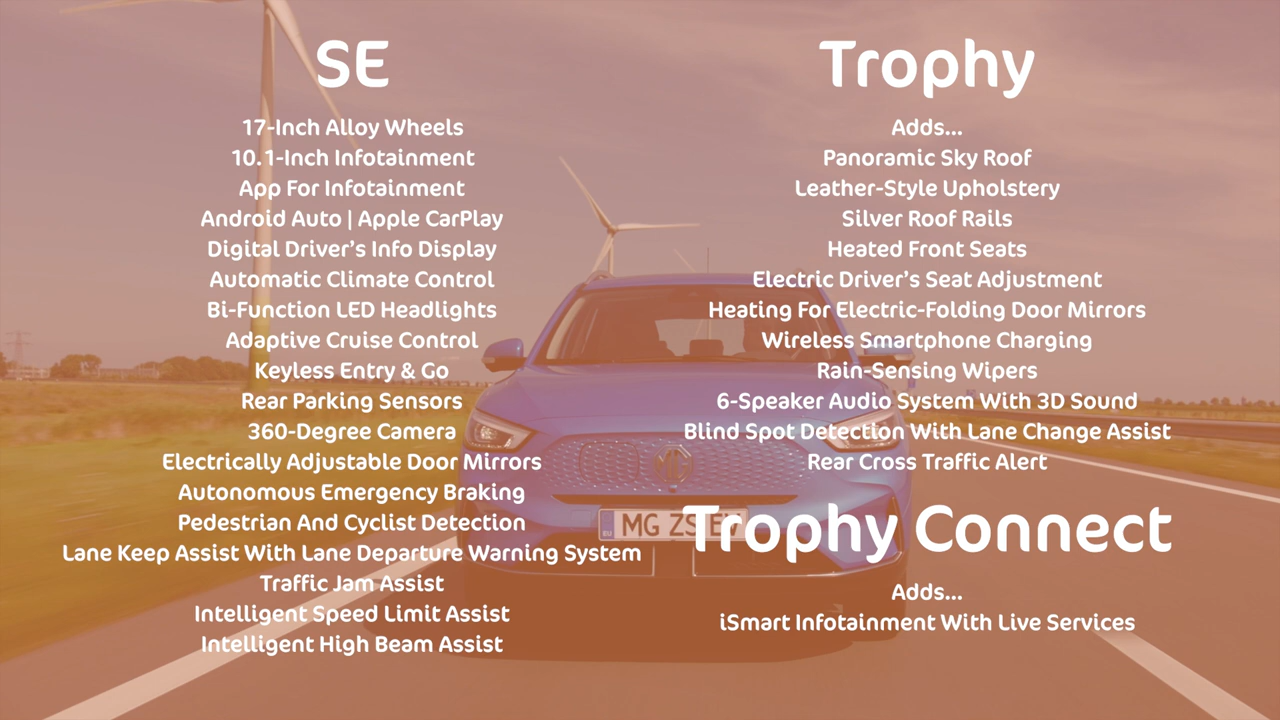 SE
17-Inch Alloy Wheels
10.1-Inch Infotainment
App For Infotainment
Android Auto | Apple CarPlay
Digital Driver's Info Display
Automatic Climate Control
Bi-Function LED Headlights
Adaptive Cruise Control
Keyless Entry & Go
Rear Parking Sensors
360-Degree Camera
Electrically Adjustable Door Mirrors
Autonomous Emergency Braking
Pedestrian And Cyclist Detection
Lane Keep Assist With Lane Departure Warning System
Traffic Jam Assist
Intelligent Speed Limit Assist
Intelligent High Beam Assist
Trophy
Adds...
Panoramic Sky Roof
Leather-Style Upholstery
Silver Roof Rails
Heated Front Seats
Electric Driver's Seat Adjustment
Heating For Electric-Folding Door Mirrors
Wireless Smartphone Charging
Rain-Sensing Wipers
6-Speaker Audio System With 3D Sound
Blind Spot Detection With Lane Change Assist
Rear Cross Traffic Alert
Trophy Connect
Adds...
iSmart Infotainment With Live Services
MG
EU MG ZS EV